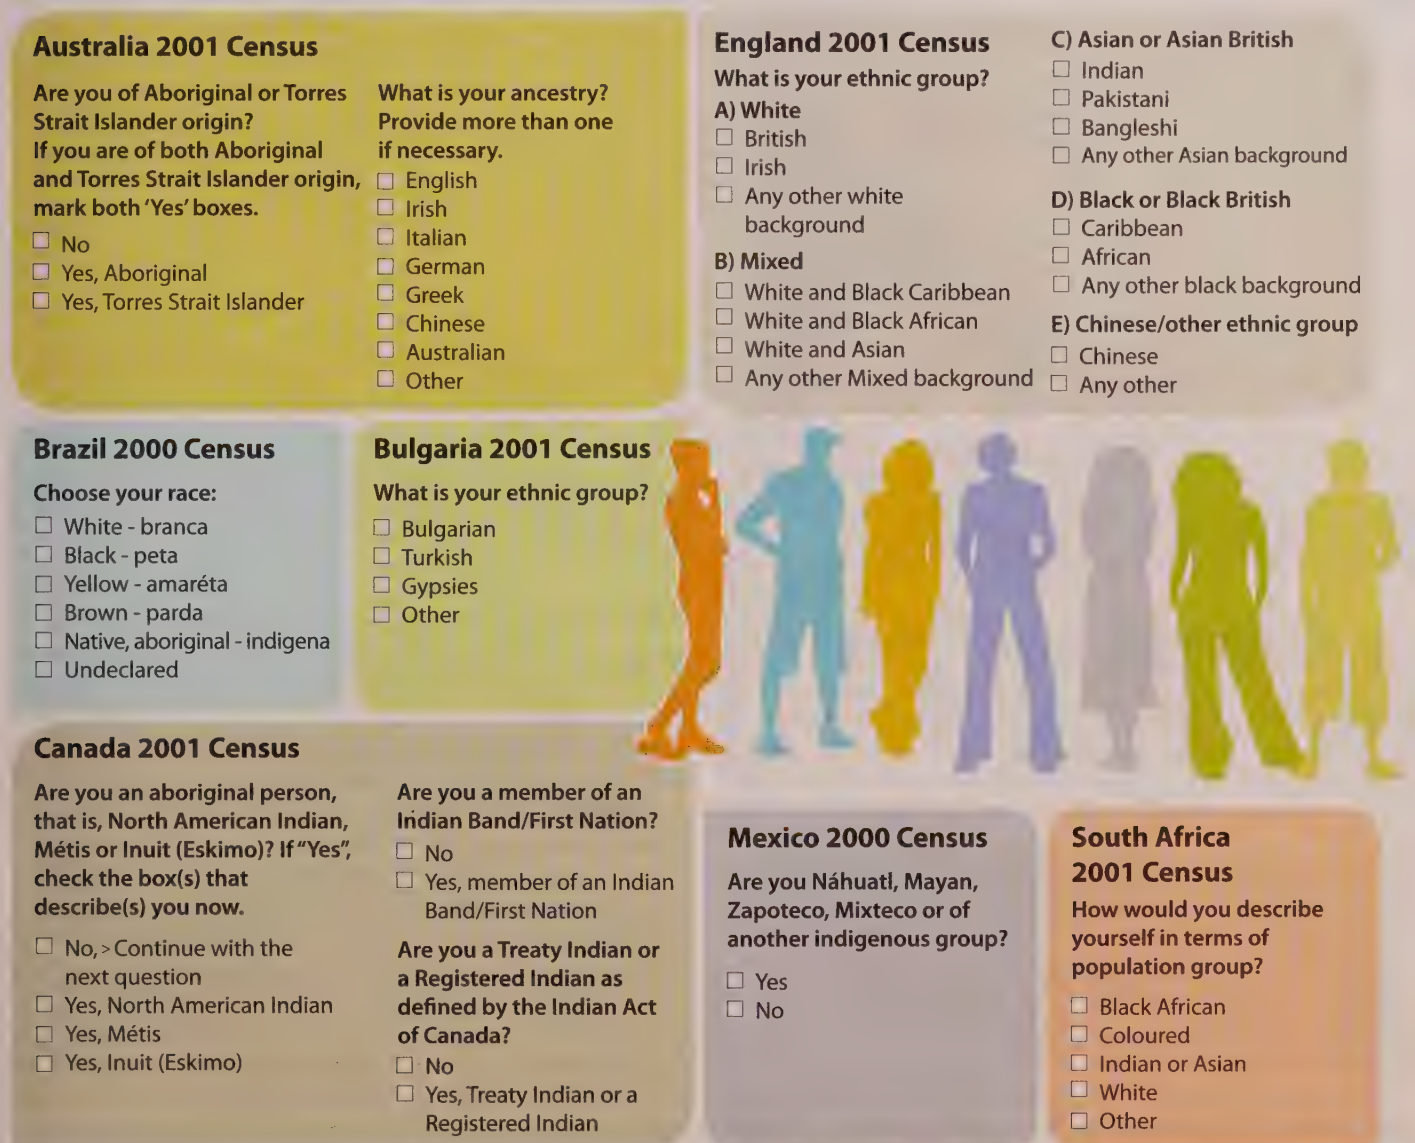 Australia 2001 Census
Are you of Aboriginal or Torres
Strait Islander origin?
If you are of both Aboriginal
and Torres Strait Islander origin,
mark both 'Yes' boxes.
No
Yes, Aboriginal
Yes, Torres Strait Islander
What is your ancestry?
Provide more than one
if necessary.
English
Irish
Italian
German
Greek
Chinese
Australian
Other
England 2001 Census
What is your ethnic group?
A) White
British
Irish
Any other white
background
B) Mixed
White and Black Caribbean
White and Black African
White and Asian
Any other Mixed background
C) Asian or Asian British
Indian
Pakistani
Bangleshi
Any other Asian background
D) Black or Black British
Caribbean
African
Any other black background
E) Chinese/other ethnic group
Chinese
Any other
Brazil 2000 Census
Choose your race:
White - branca
Black - peta
Yellow - amaréta
Brown - parda
Native, aboriginal - indigena
Undeclared
Bulgaria 2001 Census
What is your ethnic group?
Bulgarian
Turkish
Gypsies
Other
Canada 2001 Census
Are you an aboriginal person,
that is, North American Indian,
Métis or Inuit (Eskimo)? If "Yes",
check the box(s) that
describe(s) you now.
No, > Continue with the
next question
Yes, North American Indian
Yes, Métis
Yes, Inuit (Eskimo)
Are you a member of an
Indian Band/First Nation?
No
Yes, member of an Indian
Band/First Nation
Are you a Treaty Indian or
a Registered Indian as
defined by the Indian Act
of Canada?
No
Yes, Treaty Indian or a
Registered Indian
Mexico 2000 Census
Are you Náhuatl, Mayan,
Zapoteco, Mixteco or of
another indigenous group?
Yes
No
South Africa
2001 Census
How would you describe
yourself in terms of
population group?
Black African
Coloured
Indian or Asian
White
Other